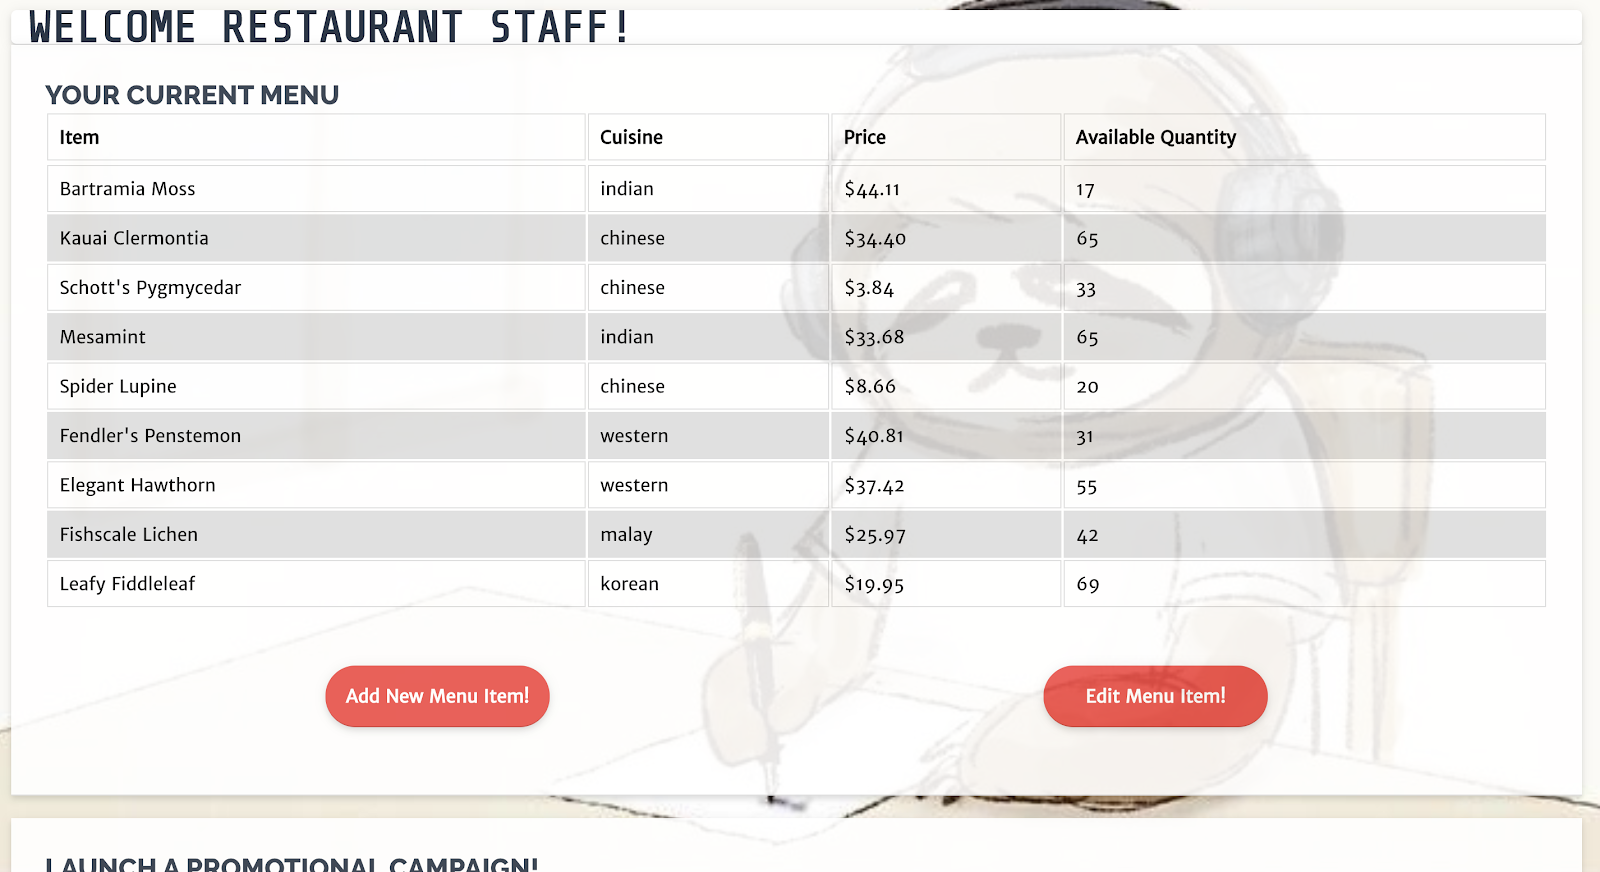 WELCOME RESTAURANT STAFF!
YOUR CURRENT MENU
Item Cuisine Price Available Quantity
Bartramia Moss indian $44.11 17
Kauai Clermontia chinese $34.40 65
Schott's Pygmycedar chinese $3.84 33
Mesamint indian $33.68 65
Spider Lupine chinese $8.66 20
Fendler's Penstemon western $40.81 31
Elegant Hawthorn western $37.42 55
Fishscale Lichen malay $25.97 42
Leafy Fiddleleaf korean $19.95 69
Add New Menu Item! Edit Menu Item!
LAUNCH A PROMOTIONAL CAMPAIGN!